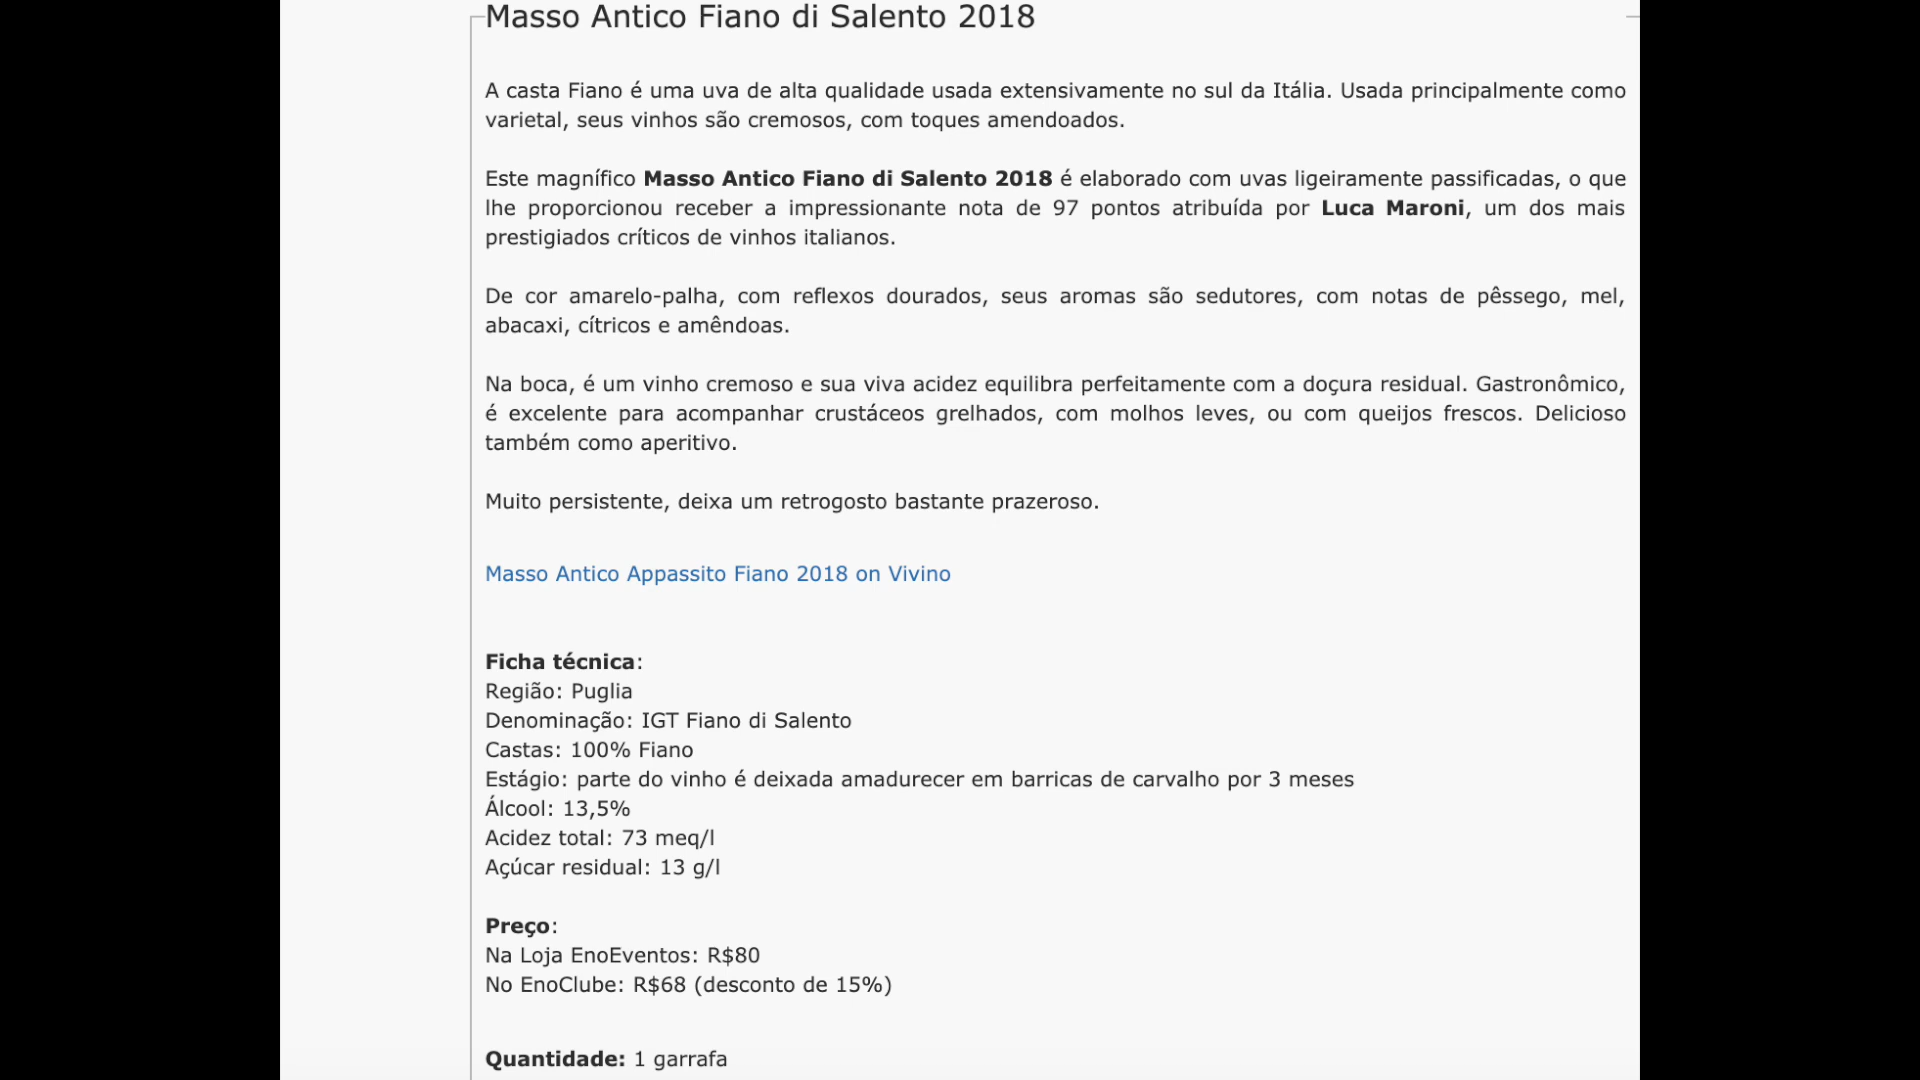 Masso Antico Fiano di Salento 2018
A casta Fiano é uma uva de alta qualidade usada extensivamente no sul da Itália. Usada principalmente como
varietal, seus vinhos são cremosos, com toques amendoados.
Este magnífico Masso Antico Fiano di Salento 2018 é elaborado com uvas ligeiramente passificadas, o que
lhe proporcionou receber a impressionante nota de 97 pontos atribuída por Luca Maroni, um dos mais
prestigiados críticos de vinhos italianos.
De cor amarelo-palha, com reflexos dourados, seus aromas são sedutores, com notas de pêssego, mel,
abacaxi, cítricos e amêndoas.
Na boca, é um vinho cremoso e sua viva acidez equilibra perfeitamente com a doçura residual. Gastronômico,
é excelente para acompanhar crustáceos grelhados, com molhos leves, ou com queijos frescos. Delicioso
também como aperitivo.
Muito persistente, deixa um retrogosto bastante prazeroso.
Masso Antico Appassito Fiano 2018 on Vivino
Ficha técnica:
Região: Puglia
Denominação: IGT Fiano di Salento
Castas: 100% Fiano
Estágio: parte do vinho é deixada amadurecer em barricas de carvalho por 3 meses
Álcool: 13,5%
Acidez total: 73 meq/l
Açúcar residual: 13 g/l
Preço:
Na Loja EnoEventos: R$80
No EnoClube: R$68 (desconto de 15%)
Quantidade: 1 garrafa